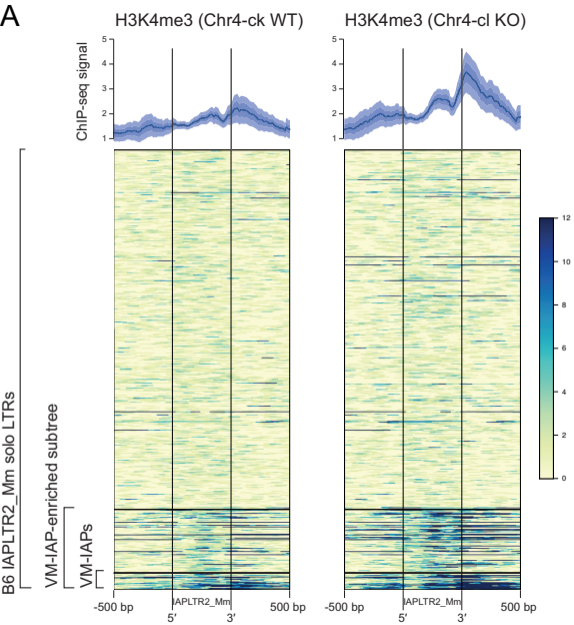 A
H3K4me3 (Chr4-ck WT)
H3K4me3 (Chr4-cl KO)
ChIP-seq signal
5
4
3
2
1
5
4
3
2
1
B6 IAPLTR2_Mm solo LTRs
VM-IAP-enriched subtree
VM-IAPs
12
10
8
6
4
2
0
-500 bp
IAPLTR2_Mm
500 bp
5'
3'
-500 bp
IAPLTR2_Mm
500 bp
5'
3'